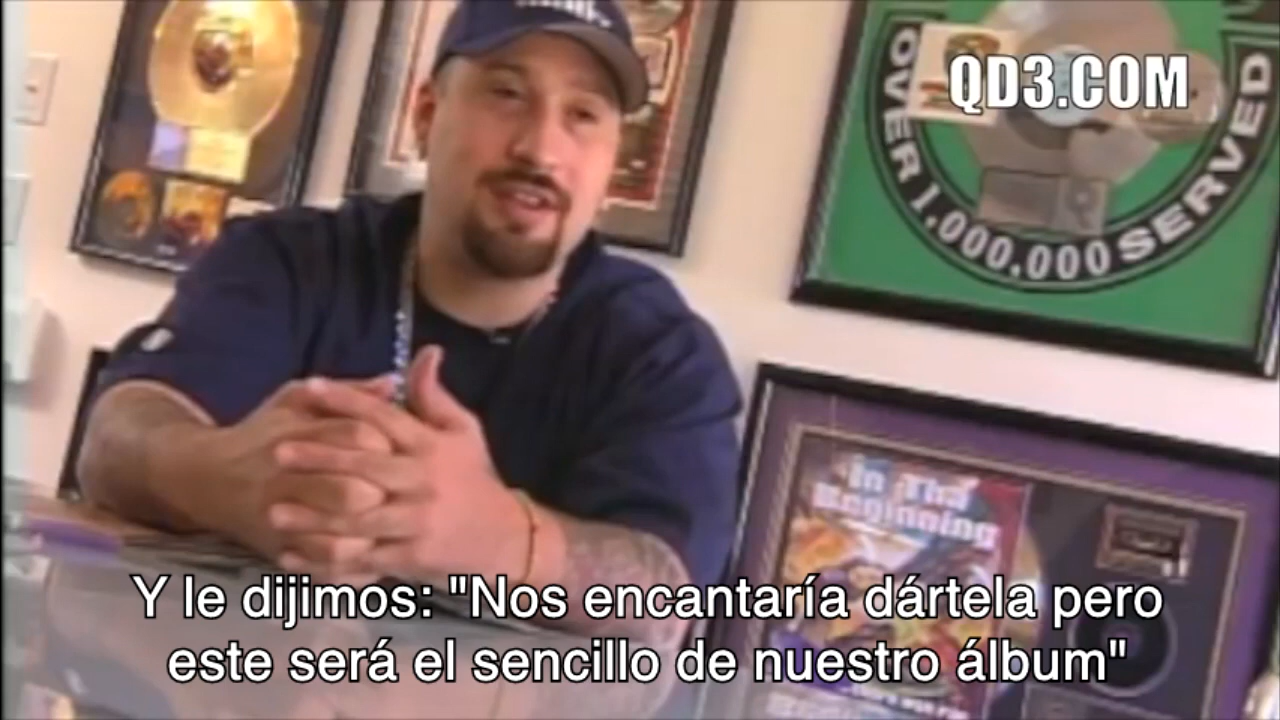 QD3.COM
OVER 1,000,000 SERVED
In Tha
Beginning
Y le dijimos: "Nos encantaría dártela pero
este será el sencillo de nuestro álbum"